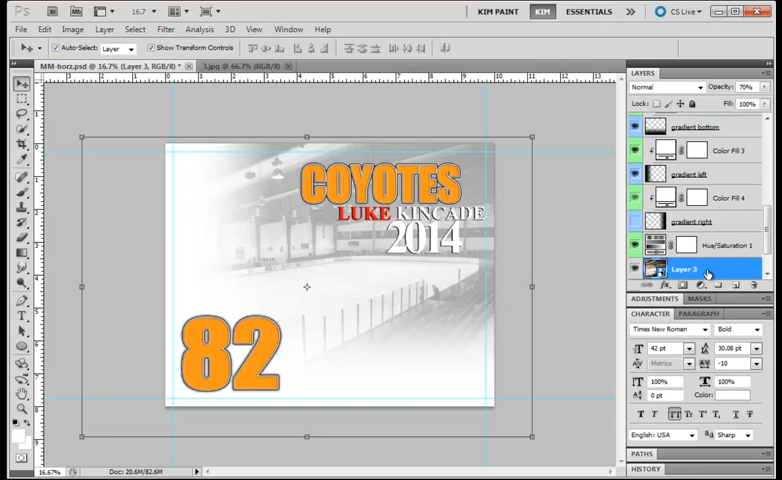 Ps
Br
Mb
16.7
KIM PAINT
KIM
ESSENTIALS
CS Live
File Edit Image Layer Select Filter Analysis 3D View Window Help
Auto-Select: Layer
Show Transform Controls
MM-horz.psd @ 16.7% (Layer 3, RGB/8) *
3.jpg @ 66.7% (RGB/8)
COYOTES
LUKE KINCADE
2014
82
16.67%
Doc: 20.6M/82.6M
LAYERS
Normal
Opacity: 70%
Lock:
Fill: 100%
gradient bottom
Color Fill 3
gradient left
Color Fill 4
gradient right
Hue/Saturation 1
Layer 3
ADJUSTMENTS MASKS
CHARACTER PARAGRAPH
Times New Roman
Bold
42 pt
30.08 pt
Metrics
-10
100%
100%
0 pt
Color:
English: USA
Sharp
PATHS
HISTORY